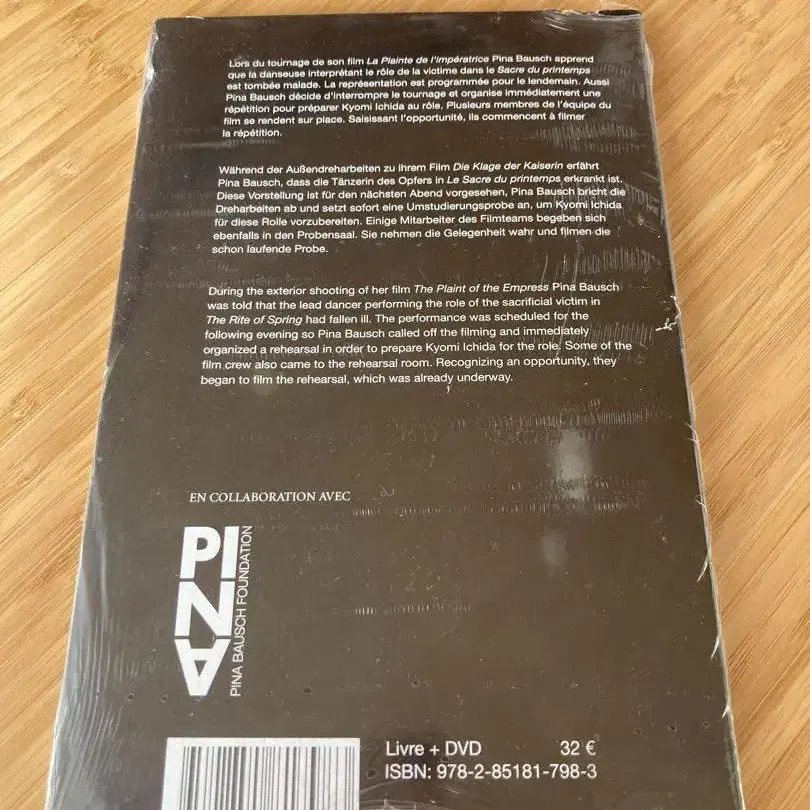 Lors du tournage de son film La Plainte de l'impératrice Pina Bausch apprend
que la danseuse interprétant le rôle de la victime dans le Sacre du printemps
est tombée malade. La représentation est programmée pour le lendemain. Aussi
Pina Bausch décide d'interrompre le tournage et organise immédiatement une
répétition pour préparer Kyomi Ichida au rôle. Plusieurs membres de l'équipe du
film se rendent sur place. Saisissant l'opportunité, ils commencent à filmer
la répétition.
Während der Außendreharbeiten zu ihrem Film Die Klage der Kaiserin erfährt
Pina Bausch, dass die Tänzerin des Opfers in Le Sacre du printemps erkrankt ist.
Diese Vorstellung ist für den nächsten Abend vorgesehen, Pina Bausch bricht die
Dreharbeiten ab und setzt sofort eine Umstudierungsprobe an, um Kyomi Ichida
für diese Rolle vorzubereiten. Einige Mitarbeiter des Filmteams begeben sich
ebenfalls in den Probensaal. Sie nehmen die Gelegenheit wahr und filmen die
schon laufende Probe.
During the exterior shooting of her film The Plaint of the Empress Pina Bausch
was told that the lead dancer performing the role of the sacrificial victim in
The Rite of Spring had fallen ill. The performance was scheduled for the
following evening so Pina Bausch called off the filming and immediately
organized a rehearsal in order to prepare Kyomi Ichida for the role. Some of the
film crew also came to the rehearsal room. Recognizing an opportunity, they
began to film the rehearsal, which was already underway.
EN COLLABORATION AVEC
PINA
PINA BAUSCH FOUNDATION
Livre + DVD 32 €
ISBN: 978-2-85181-798-3